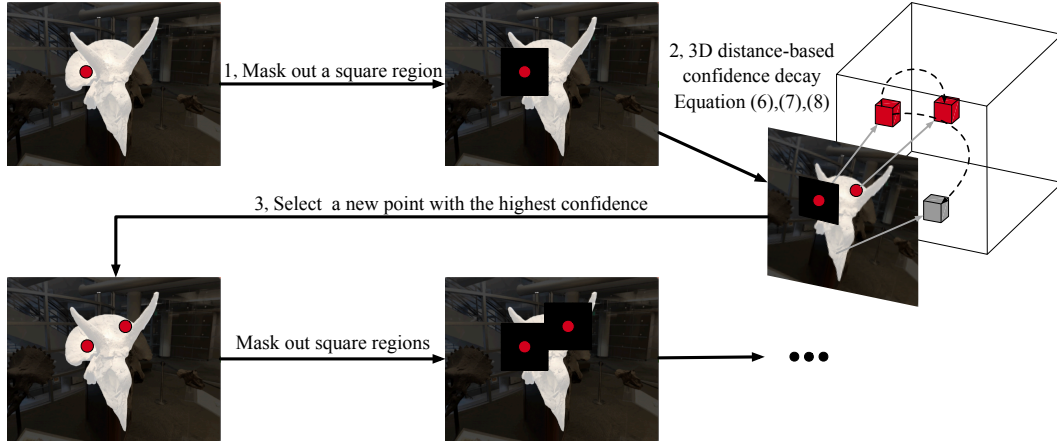 1, Mask out a square region
2, 3D distance-based
confidence decay
Equation (6),(7),(8)
3, Select a new point with the highest confidence
Mask out square regions